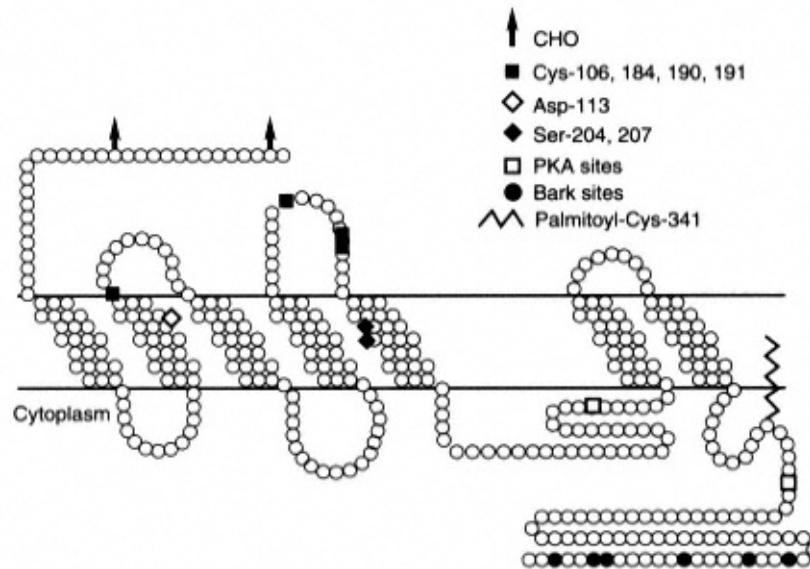 CHO
Cys-106, 184, 190, 191
Asp-113
Ser-204, 207
PKA sites
Bark sites
Palmitoyl-Cys-341
Cytoplasm